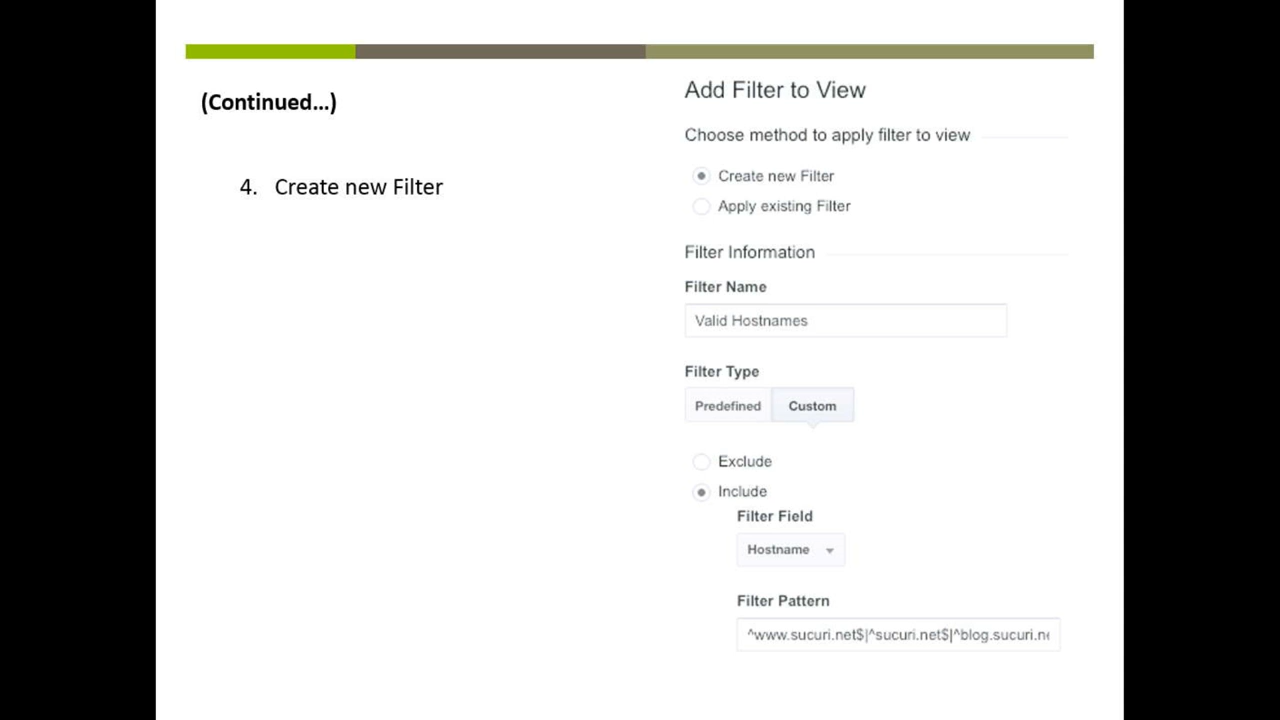 (Continued...)
4. Create new Filter
Add Filter to View
Choose method to apply filter to view
Create new Filter
Apply existing Filter
Filter Information
Filter Name
Valid Hostnames
Filter Type
Predefined Custom
Exclude
Include
Filter Field
Hostname
Filter Pattern
^www.sucuri.net$|^sucuri.net$|^blog.sucuri.ne